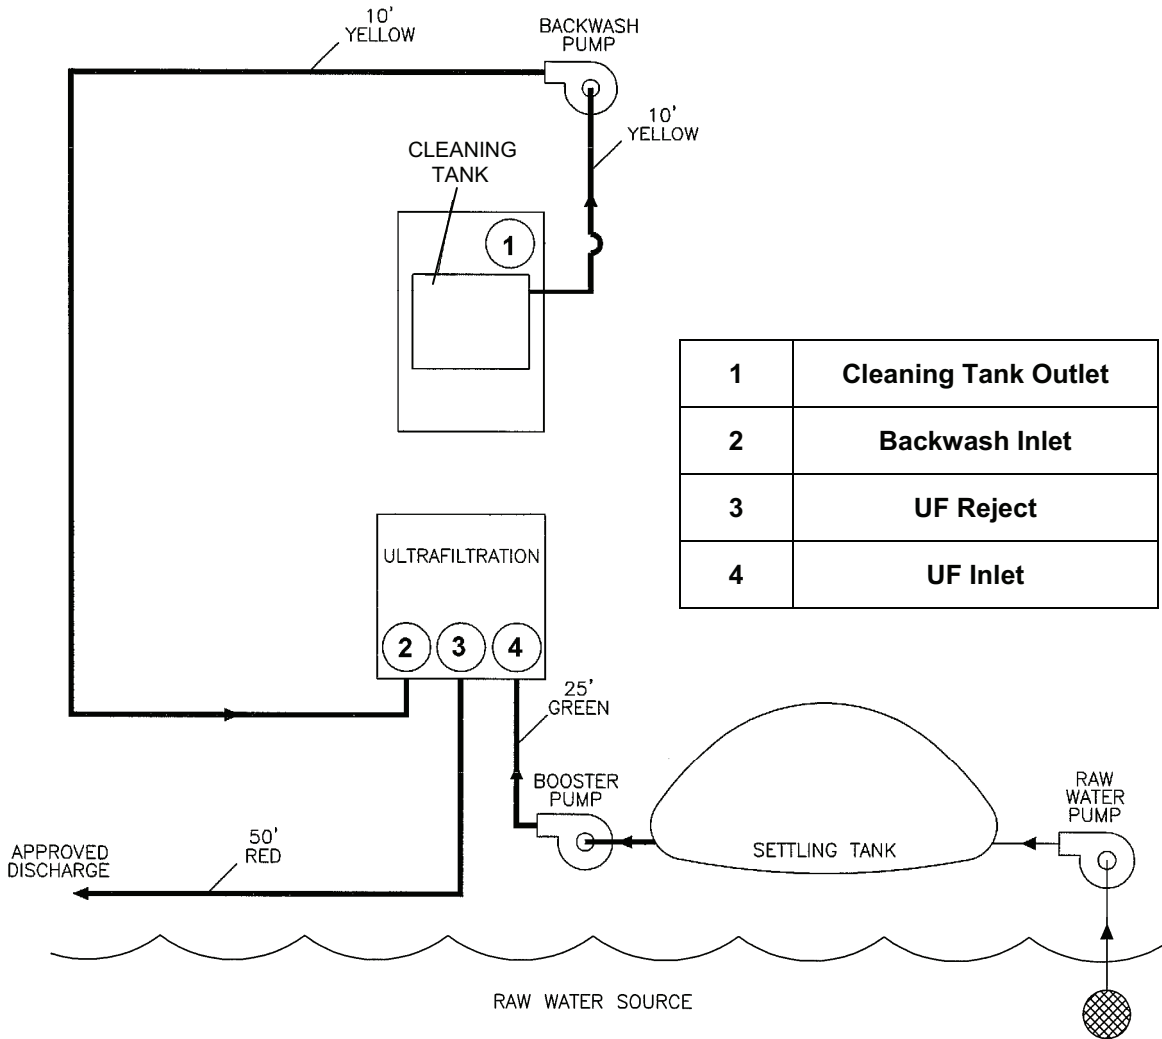 10'
YELLOW
BACKWASH
PUMP
10'
YELLOW
CLEANING
TANK
1
1 Cleaning Tank Outlet
2 Backwash Inlet
3 UF Reject
4 UF Inlet
ULTRAFILTRATION
2 3 4
25'
GREEN
BOOSTER
PUMP
RAW
WATER
PUMP
SETTLING TANK
50'
RED
APPROVED
DISCHARGE
RAW WATER SOURCE